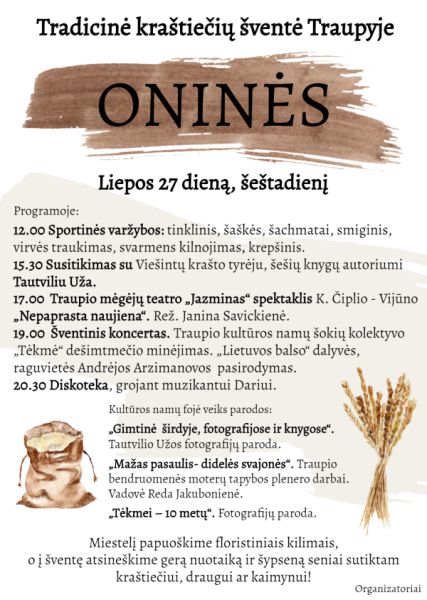 Tradicinė kraštiečių šventė Traupyje
ONINĖS
Liepos 27 dieną, šeštadienį
Programoje:
12.00 Sportinės varžybos: tinklinis, šaškės, šachmatai, smiginis,
virvės traukimas, svarmens kilnojimas, krepšinis.
15.30 Susitikimas su Viešintų krašto tyrėju, šešių knygų autoriumi
Tautviliu Uža.
17.00 Traupio mėgėjų teatro „Jazminas“ spektaklis K. Čiplio - Vijūno
„Nepaprasta naujiena“. Rež. Janina Savickienė.
19.00 Šventinis koncertas. Traupio kultūros namų šokių kolektyvo
„Tėkmė“ dešimtmečio minėjimas. „Lietuvos balso“ dalyvės,
raguvietės Andrėjos Arzimanovos pasirodymas.
20.30 Diskoteka, grojant muzikantui Dariui.
Kultūros namų fojė veiks parodos:
„Gimtinė širdyje, fotografijose ir knygose“.
Tautvilio Užos fotografijų paroda.
„Mažas pasaulis- didelės svajonės“. Traupio
bendruomenės moterų tapybos plenero darbai.
Vadovė Reda Jakubonienė.
„Tėkmei – 10 metų“. Fotografijų paroda.
Miestelį papuoškime floristiniais kilimais,
o į šventę atsineškime gerą nuotaiką ir šypseną seniai sutiktam
kraštiečiui, draugui ar kaimynui!
Organizatoriai